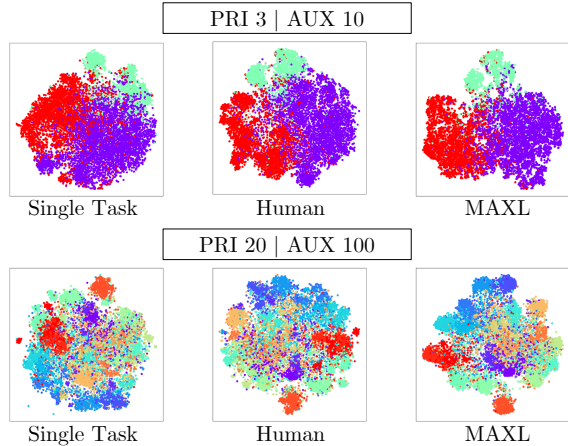 PRI 3 | AUX 10
Single Task Human MAXL
PRI 20 | AUX 100
Single Task Human MAXL